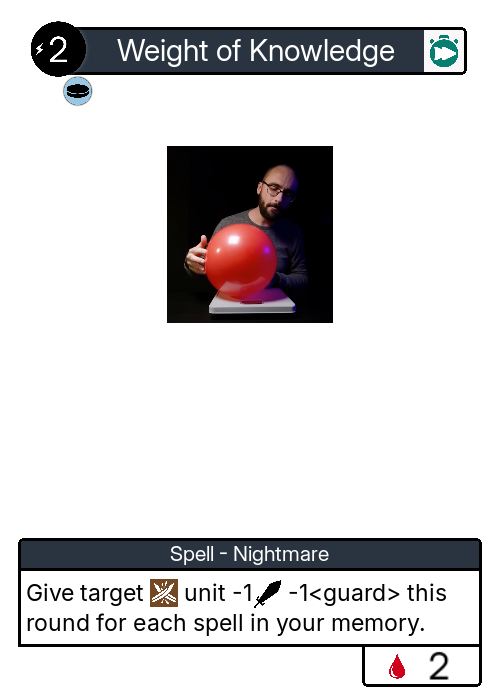 2
Weight of Knowledge
Spell - Nightmare
Give target unit -1 -1<guard> this
round for each spell in your memory.
2